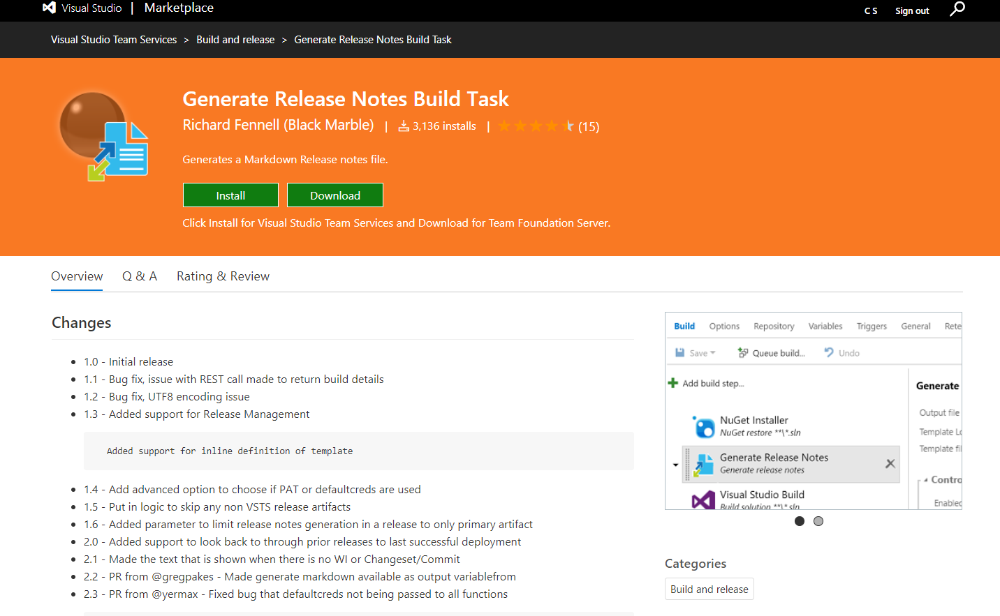 Visual Studio | Marketplace
C S Sign out
Visual Studio Team Services > Build and release > Generate Release Notes Build Task
Generate Release Notes Build Task
Richard Fennell (Black Marble) | 3,136 installs | (15)
Generates a Markdown Release notes file.
Install Download
Click Install for Visual Studio Team Services and Download for Team Foundation Server.
Overview Q & A Rating & Review
Changes
1.0 - Initial release
1.1 - Bug fix, issue with REST call made to return build details
1.2 - Bug fix, UTF8 encoding issue
1.3 - Added support for Release Management
Added support for inline definition of template
1.4 - Add advanced option to choose if PAT or defaultcreds are used
1.5 - Put in logic to skip any non VSTS release artifacts
1.6 - Added parameter to limit release notes generation in a release to only primary artifact
2.0 - Added support to look back to through prior releases to last successful deployment
2.1 - Made the text that is shown when there is no WI or Changeset/Commit
2.2 - PR from @gregpakes - Made generate markdown available as output variablefrom
2.3 - PR from @yermax - Fixed bug that defaultcreds not being passed to all functions
Build Options Repository Variables Triggers General Rete
Save Queue build... Undo
Add build step...
NuGet Installer
NuGet restore **\*.sln
Generate Release Notes
Generate release notes
Visual Studio Build
Build solution **\*.sln
Generate
Output file
Template Lo
Template fil
Contro
Enabled
Categories
Build and release